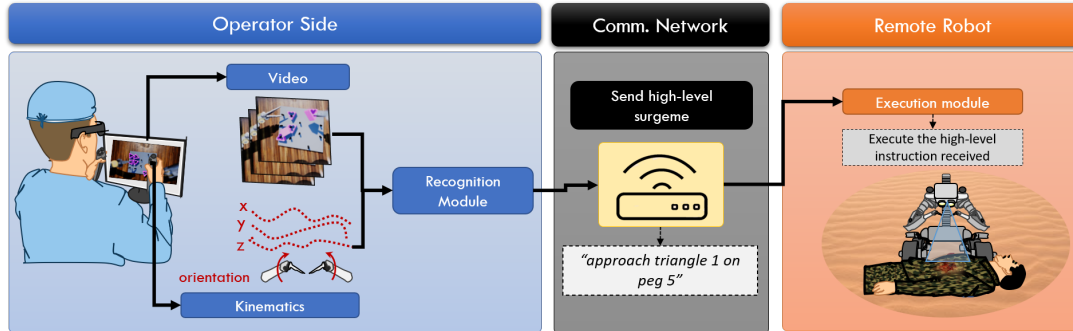 Operator Side
Comm. Network
Remote Robot
Video
Send high-level
surgeme
Execution module
Execute the high-level
instruction received
Recognition
Module
x
y
z
orientation
Kinematics
“approach triangle 1 on
peg 5”